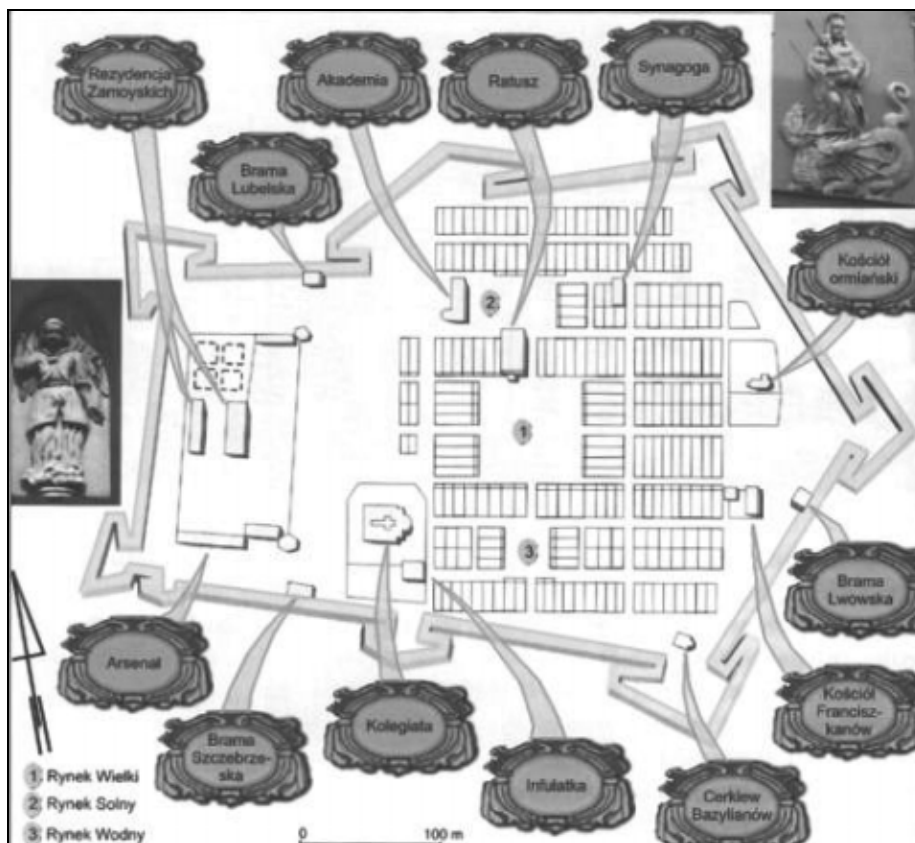 Rezydencja
Zamoyskich
Akademia
Ratusz
Synagoga
Brama
Lubelska
Kościół
ormiański
2
1
3
Brama
Lwowska
Arsenał
Kościół
Francisz-
kanów
Kolegiata
Brama
Szczebrze-
ska
Infułatka
Cerkiew
Bazylianów
1 Rynek Wielki
2 Rynek Solny
3 Rynek Wodny
0 100 m